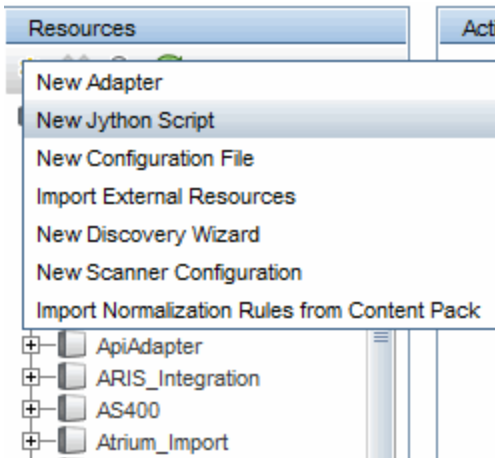 Resources
Acti
New Adapter
New Jython Script
New Configuration File
Import External Resources
New Discovery Wizard
New Scanner Configuration
Import Normalization Rules from Content Pack
ApiAdapter
ARIS_Integration
AS400
Atrium_Import